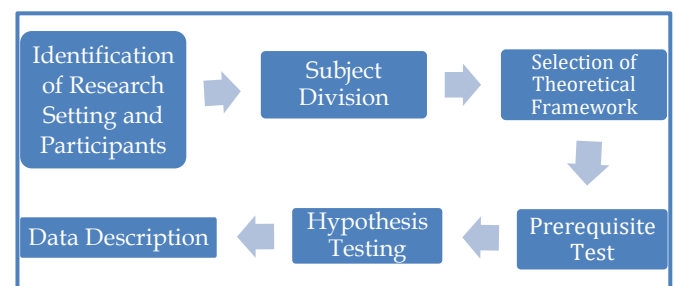 Identification
of Research
Setting and
Participants
Subject
Division
Selection of
Theoretical
Framework
Prerequisite
Test
Hypothesis
Testing
Data Description